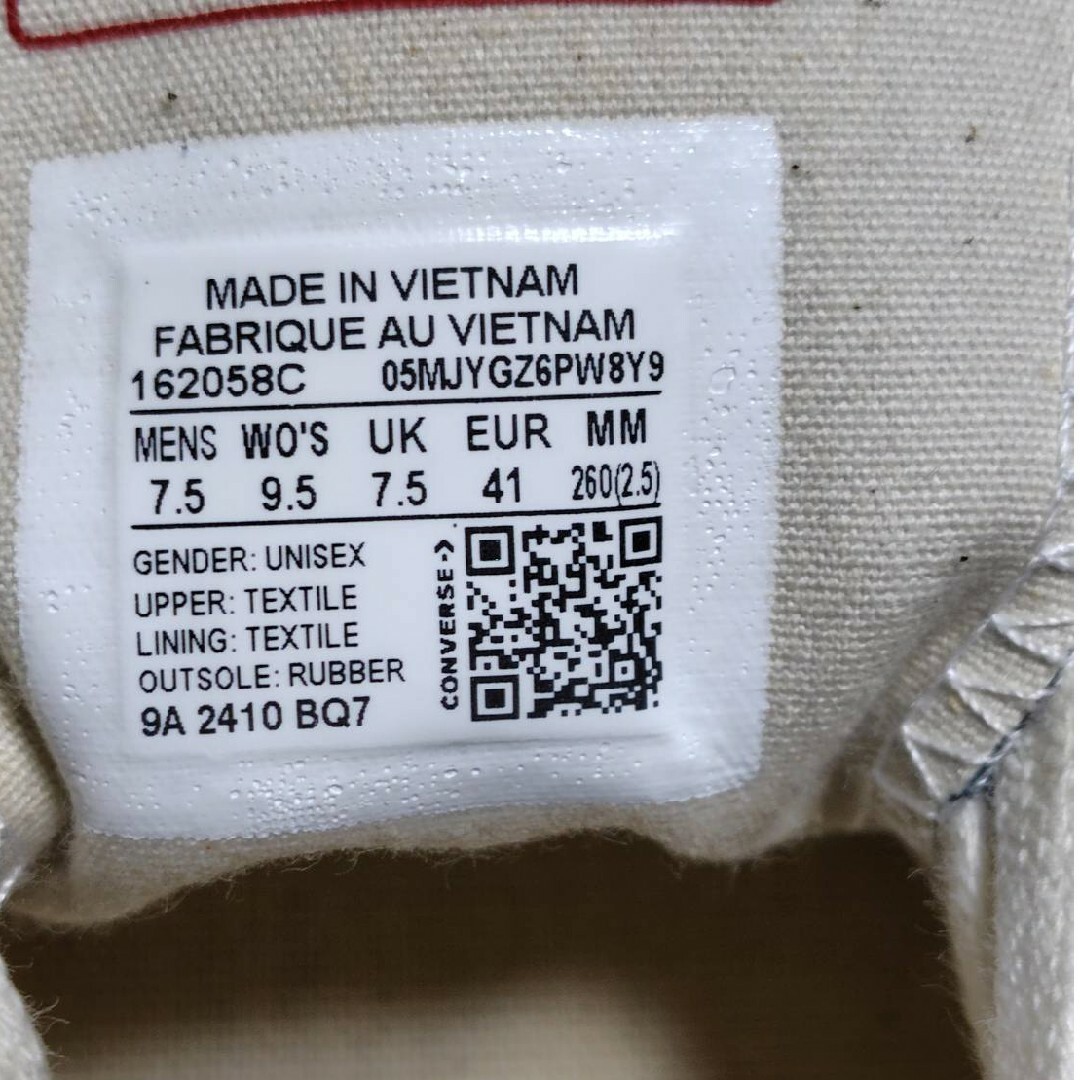 MADE IN VIETNAM
FABRIQUE AU VIETNAM
162058C 05MJYGZ6PW8Y9
MENS WO'S UK EUR MM
7.5 9.5 7.5 41 260(2.5)
GENDER: UNISEX
UPPER: TEXTILE
LINING: TEXTILE
OUTSOLE: RUBBER
9A 2410 BQ7
CONVERSE